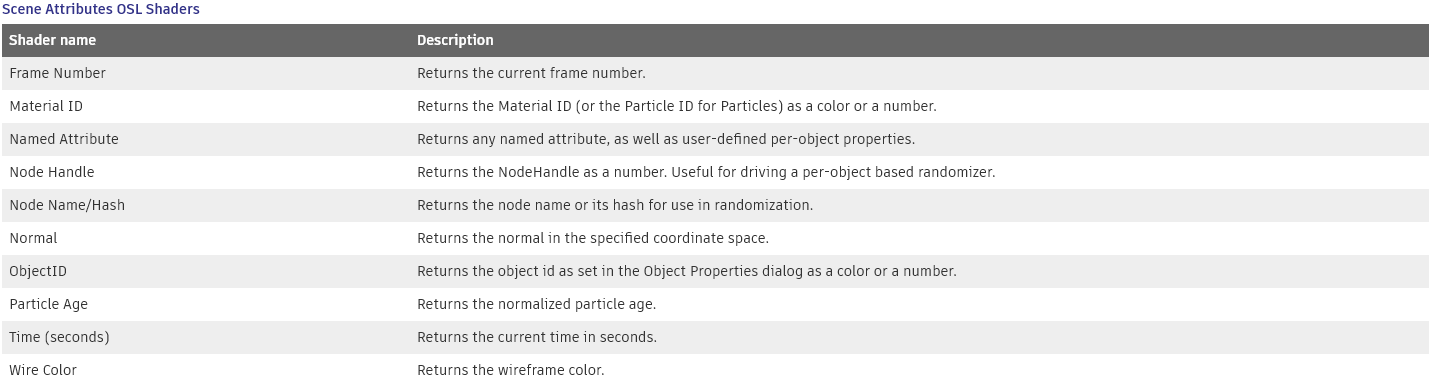 Scene Attributes OSL Shaders
Shader name Description
Frame Number Returns the current frame number.
Material ID Returns the Material ID (or the Particle ID for Particles) as a color or a number.
Named Attribute Returns any named attribute, as well as user-defined per-object properties.
Node Handle Returns the NodeHandle as a number. Useful for driving a per-object based randomizer.
Node Name/Hash Returns the node name or its hash for use in randomization.
Normal Returns the normal in the specified coordinate space.
ObjectID Returns the object id as set in the Object Properties dialog as a color or a number.
Particle Age Returns the normalized particle age.
Time (seconds) Returns the current time in seconds.
Wire Color Returns the wireframe color.